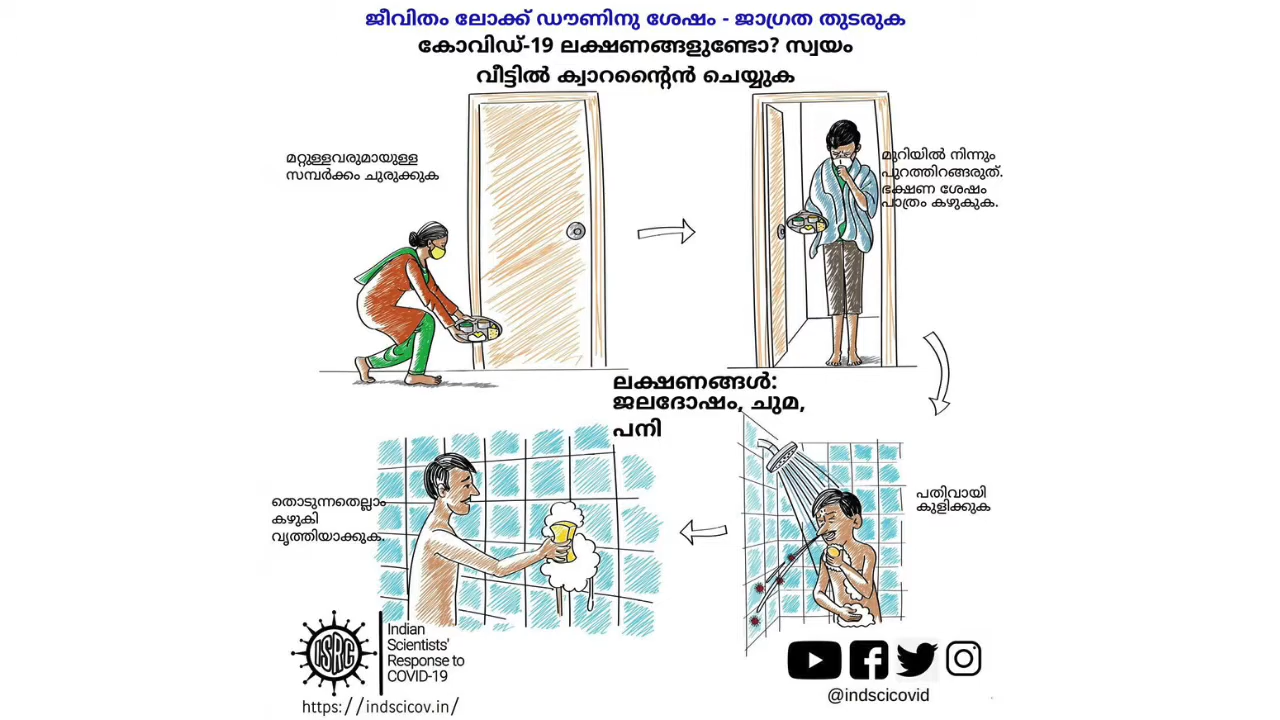 ജീവിതം ലോക്ക് ഡൗണിനു ശേഷം - ജാഗ്രത തുടരുക
കോവിഡ്-19 ലക്ഷണങ്ങളുണ്ടോ? സ്വയം
വീട്ടിൽ ക്വാറന്റൈൻ ചെയ്യുക
മറ്റുള്ളവരുമായുള്ള
സമ്പർക്കം ചുരുക്കുക
മുറിയിൽ നിന്നും
പുറത്തിറങ്ങരുത്.
ഭക്ഷണ ശേഷം
പാത്രം കഴുകുക.
ലക്ഷണങ്ങൾ:
ജലദോഷം, ചുമ,
പനി
തൊടുന്നതെല്ലാം
കഴുകി
വൃത്തിയാക്കുക.
പതിവായി
കുളിക്കുക
ISRC
Indian
Scientists'
Response to
COVID-19
https://indscicov.in/
@indscicovid